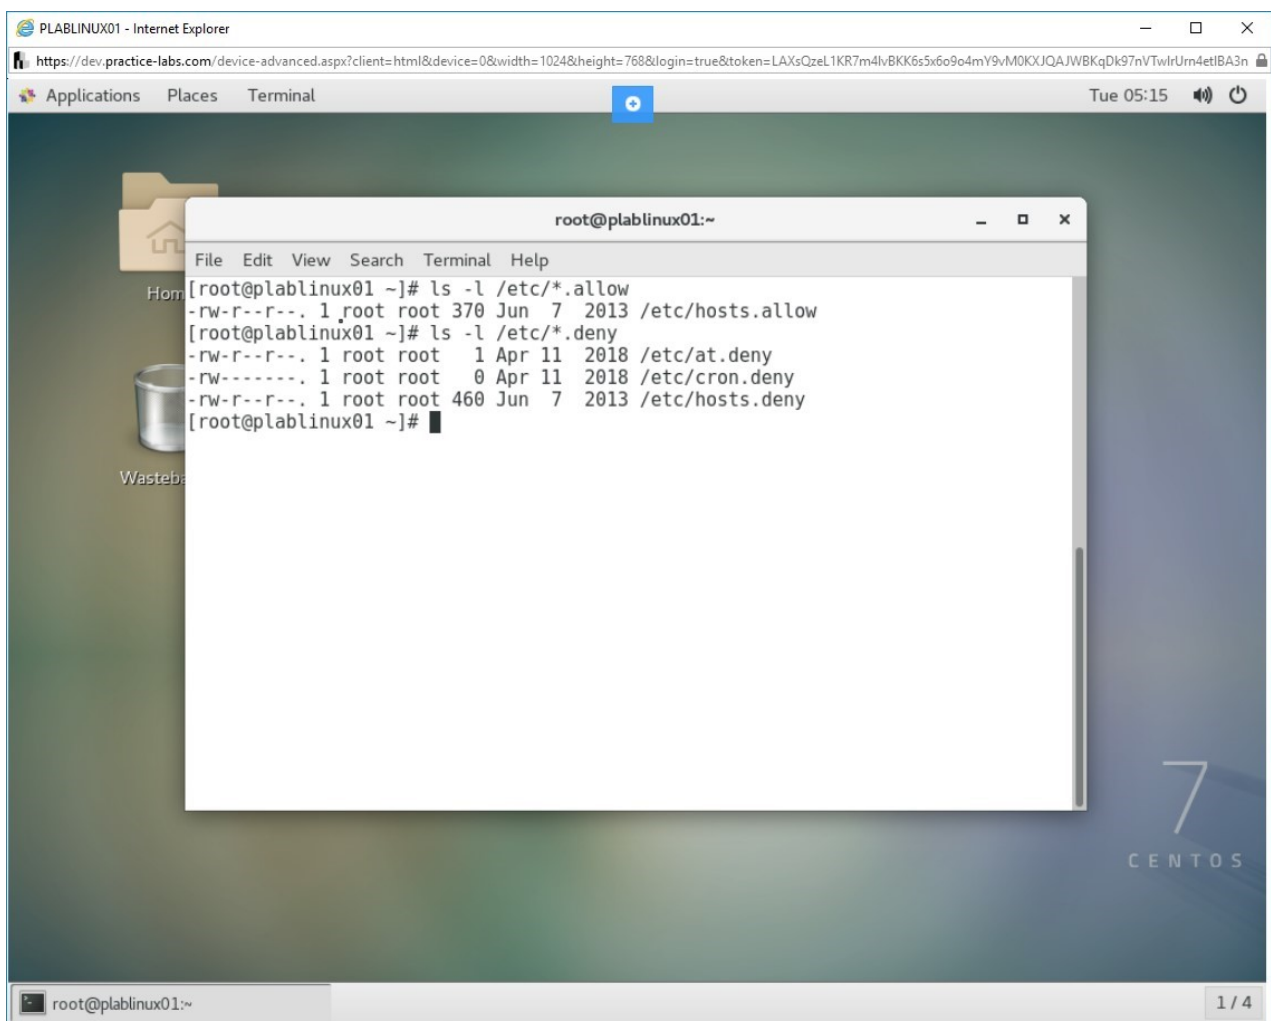 PLABLINUX01 - Internet Explorer
https://dev.practice-labs.com/device-advanced.aspx?client=html&device=0&width=1024&height=768&login=true&token=LAXsQzeL1KR7m4lvBKK6s5x6o9o4mY9vM0KXJQAJWBKqDk97nVTwIrUrn4etIBA3n
Applications Places Terminal Tue 05:15
root@plablinux01:~
File Edit View Search Terminal Help
Hom
[root@plablinux01 ~]# ls -l /etc/*.allow
-rw-r--r--. 1 root root 370 Jun  7  2013 /etc/hosts.allow
[root@plablinux01 ~]# ls -l /etc/*.deny
-rw-r--r--. 1 root root   1 Apr 11  2018 /etc/at.deny
-rw-------. 1 root root   0 Apr 11  2018 /etc/cron.deny
-rw-r--r--. 1 root root 460 Jun  7  2013 /etc/hosts.deny
[root@plablinux01 ~]#
Wasteba
7
CENTOS
root@plablinux01:~ 1 / 4